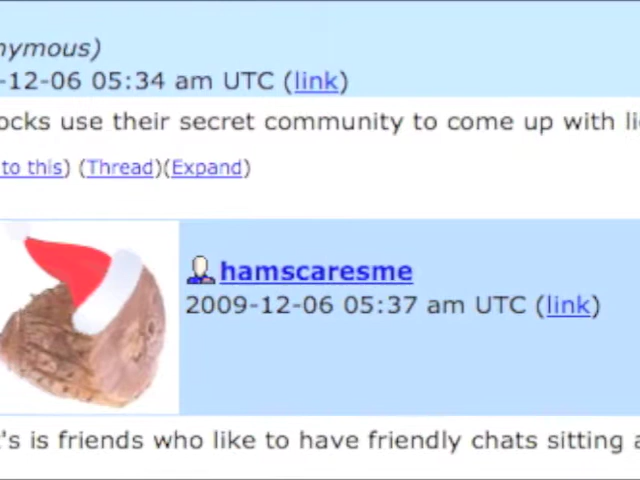 nymous)
-12-06 05:34 am UTC (link)
ocks use their secret community to come up with li
to this) (Thread)(Expand)
hamscaresme
2009-12-06 05:37 am UTC (link)
's is friends who like to have friendly chats sitting a